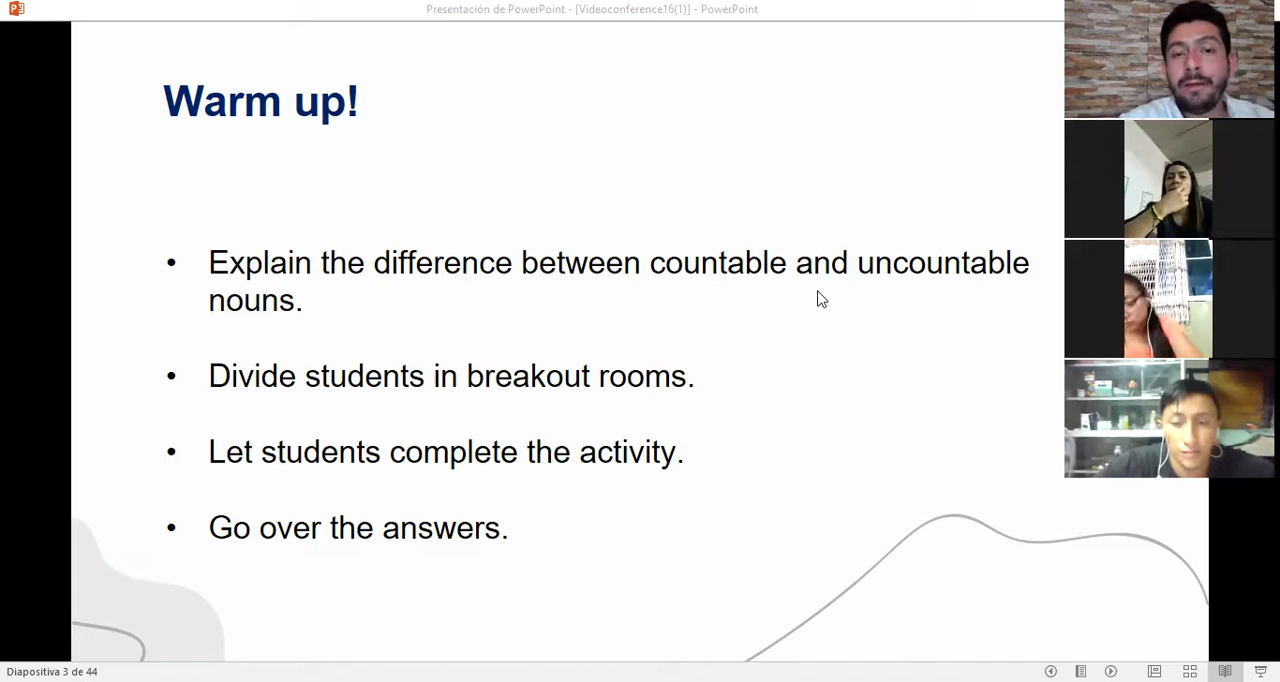 Presentación de PowerPoint - [Videoconference16(1)] - PowerPoint
Warm up!
• Explain the difference between countable and uncountable
nouns.
• Divide students in breakout rooms.
• Let students complete the activity.
• Go over the answers.
Diapositiva 3 de 44